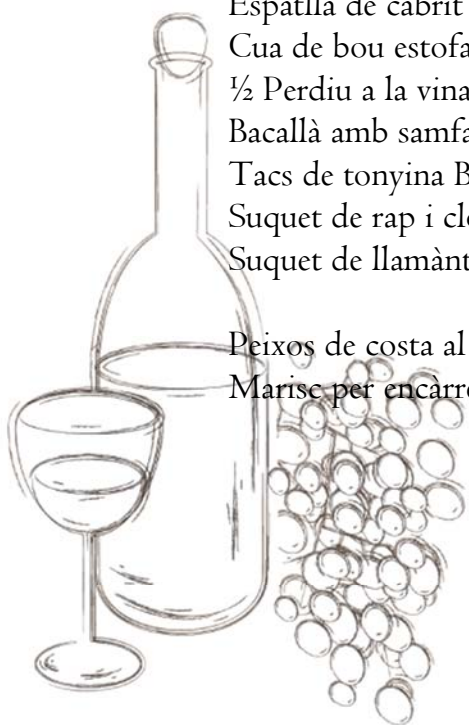 Espatlla de cabrit
Cua de bou estofa
½ Perdiu a la vina
Bacallà amb samfa
Tacs de tonyina B
Suquet de rap i clo
Suquet de llamànt
Peixos de costa al
Marisc per encàrre